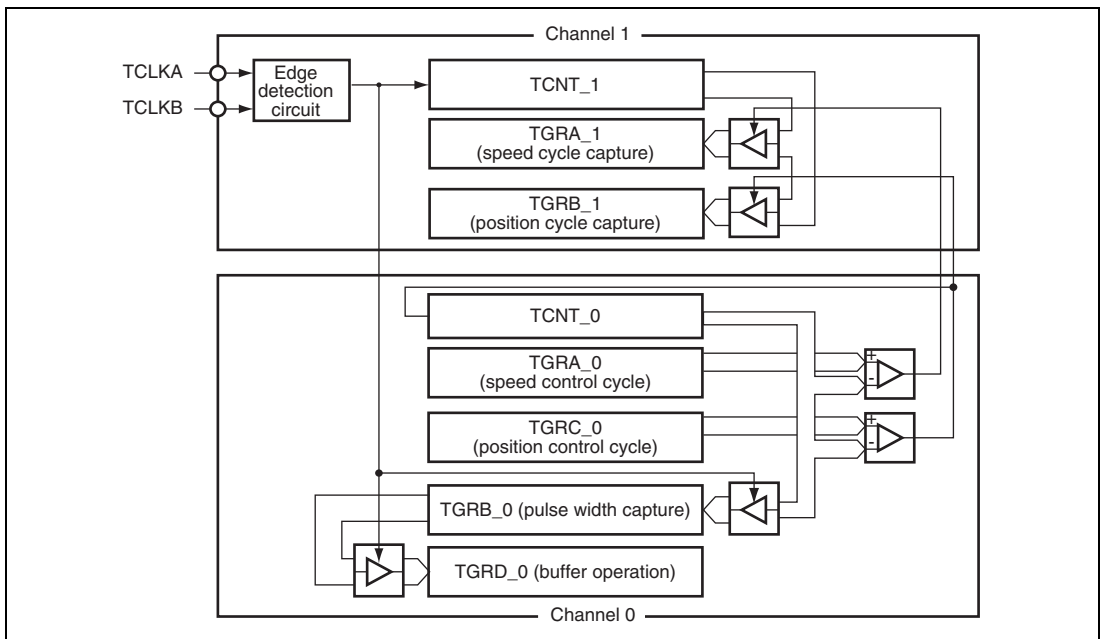 Channel 1
TCLKA
TCLKB
Edge
detection
circuit
TCNT_1
TGRA_1
(speed cycle capture)
TGRB_1
(position cycle capture)
TCNT_0
TGRA_0
(speed control cycle)
+
-
TGRC_0
(position control cycle)
+
-
TGRB_0 (pulse width capture)
TGRD_0 (buffer operation)
Channel 0